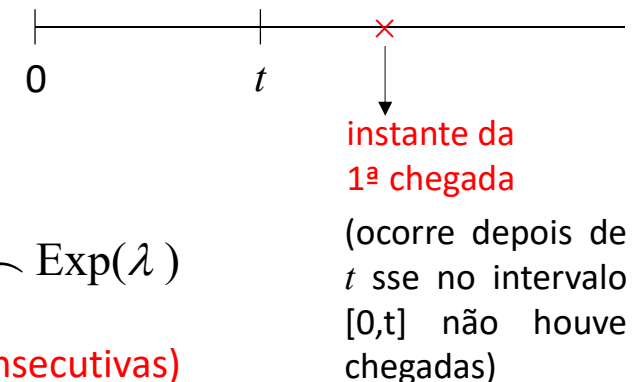 0
t
instante da
1ª chegada
(ocorre depois de
t sse no intervalo
[0,t] não houve
chegadas)
Exp(λ)
nsecutivas)